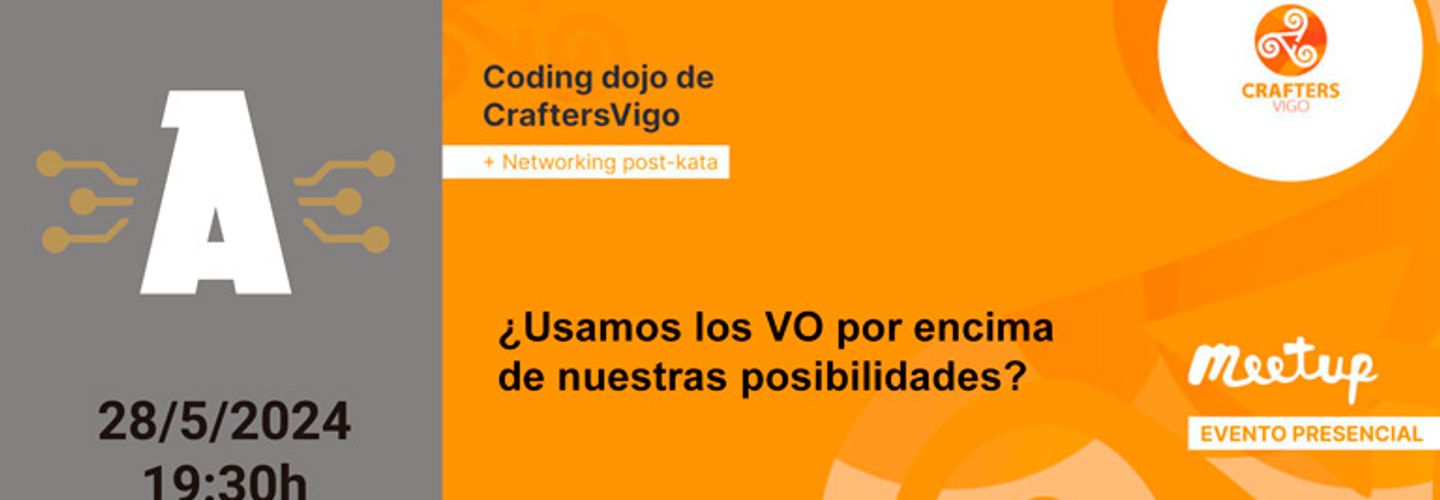 A
28/5/2024
19:30h
Coding dojo de
CraftersVigo
+ Networking post-kata
¿Usamos los VO por encima
de nuestras posibilidades?
CRAFTERS
VIGO
meetup
EVENTO PRESENCIAL